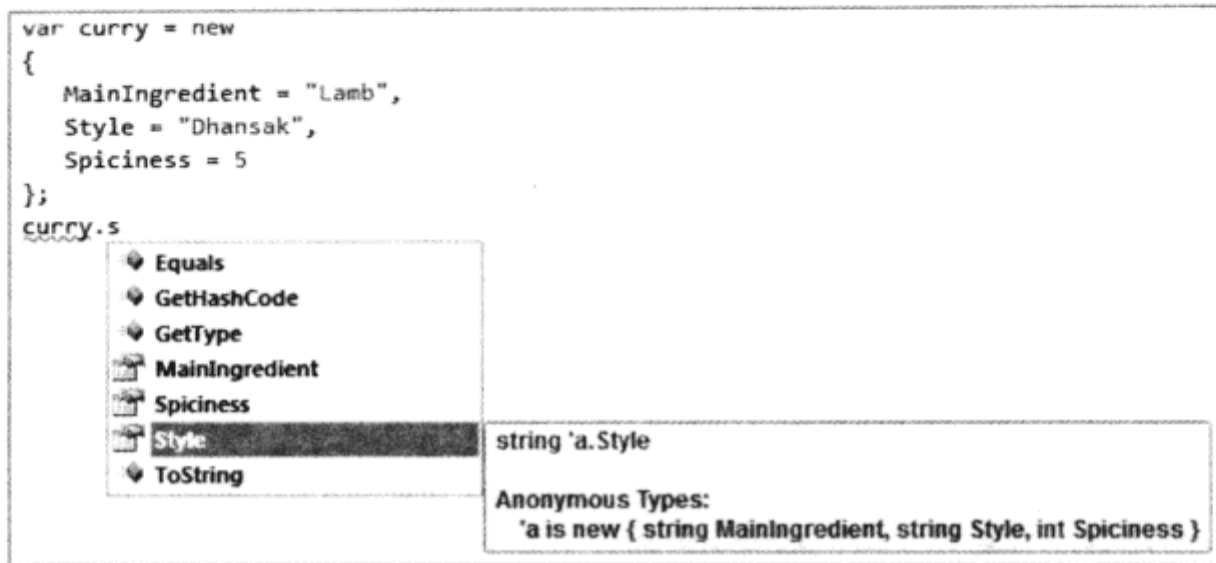 var curry = new
{
MainIngredient = "Lamb",
Style = "Dhansak",
Spiciness = 5
};
curry.s
Equals
GetHashCode
GetType
MainIngredient
Spiciness
Style
ToString
string 'a.Style
Anonymous Types:
'a is new { string MainIngredient, string Style, int Spiciness }